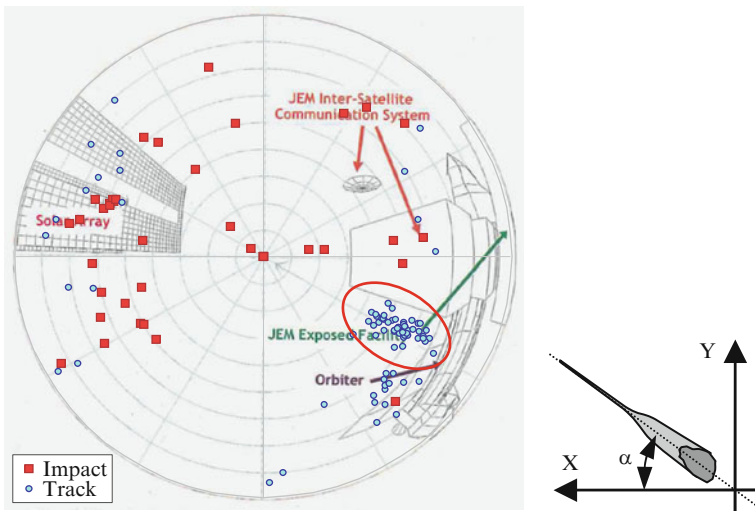 JEM Inter-Satellite
Communication System
Solar Array
JEM Exposed Facility
Orbiter
Impact
Track
Y
X
α